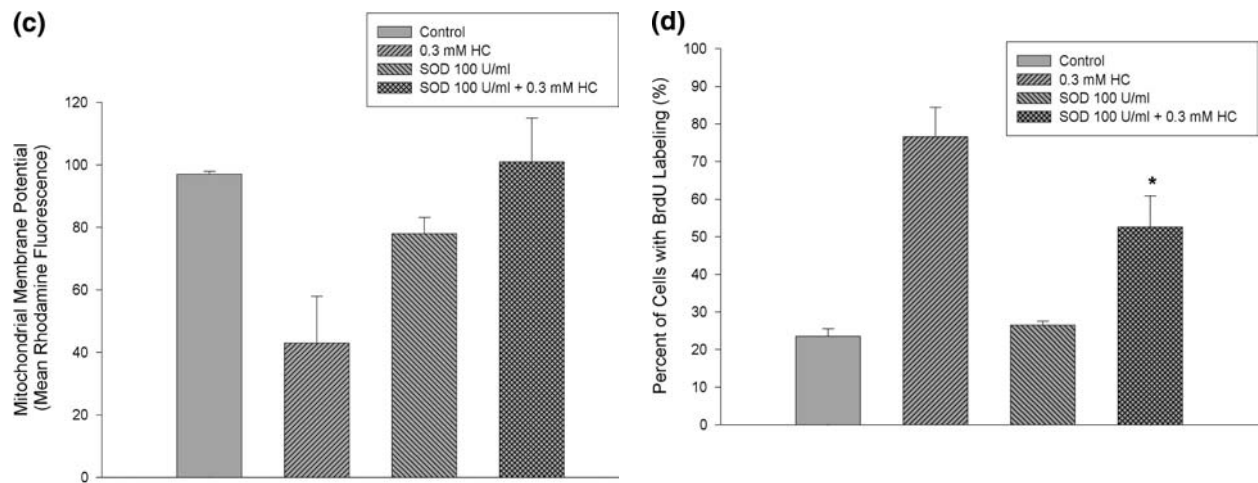 (c)
Control
0.3 mM HC
SOD 100 U/ml
SOD 100 U/ml + 0.3 mM HC
Mitochondrial Membrane Potential
(Mean Rhodamine Fluorescence)
120
100
80
60
40
20
0
(d)
Control
0.3 mM HC
SOD 100 U/ml
SOD 100 U/ml + 0.3 mM HC
Percent of Cells with BrdU Labeling (%)
100
90
80
70
60
50
40
30
20
10
0
*